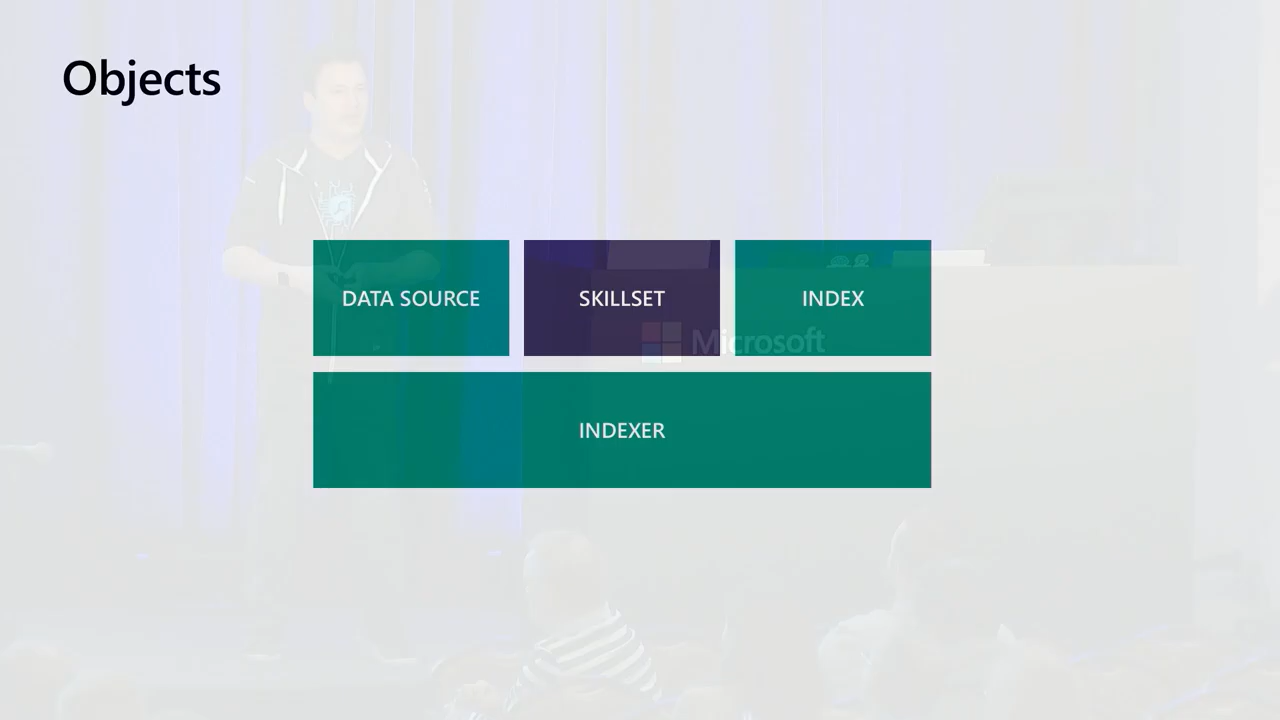 Objects
DATA SOURCE
SKILLSET
INDEX
Microsoft
INDEXER